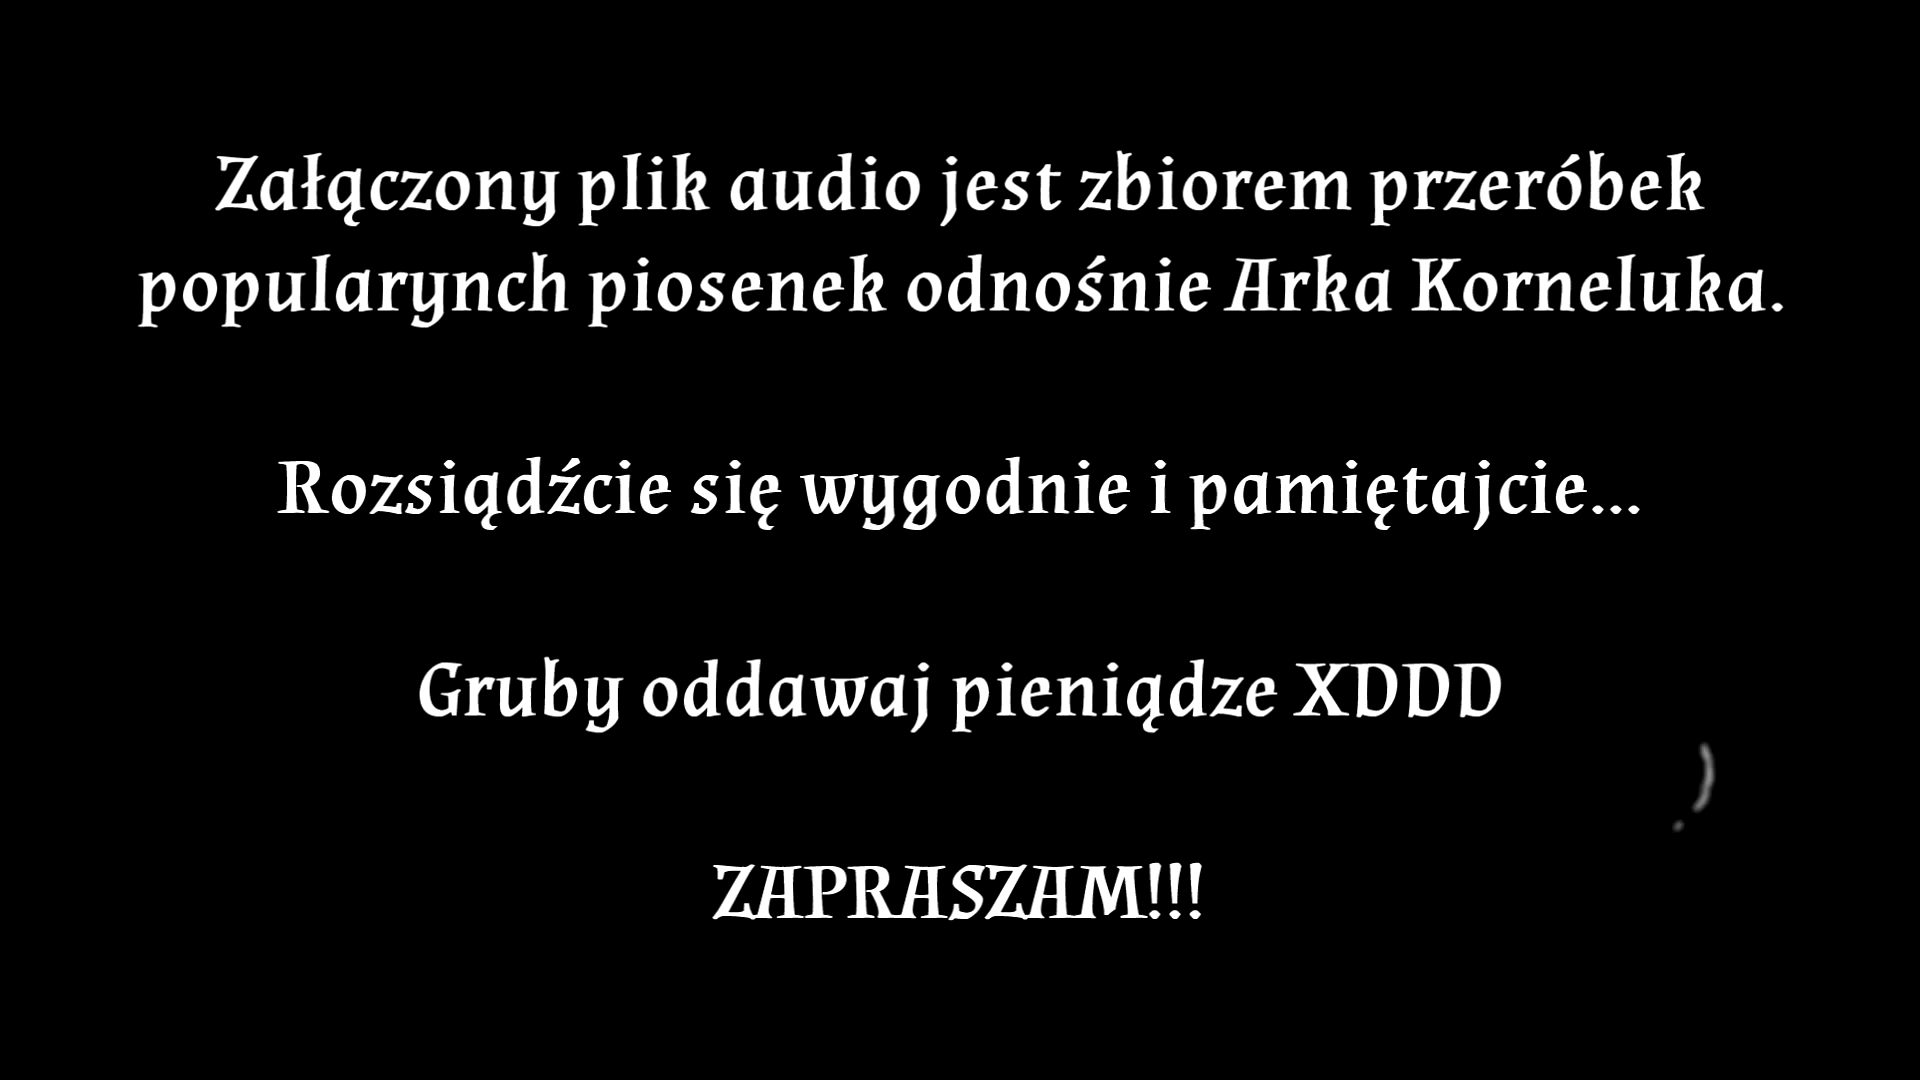 Załączony plik audio jest zbiorem przeróbek
popularynch piosenek odnośnie Arka Korneluka.
Rozsiądźcie się wygodnie i pamiętajcie...
Gruby oddawaj pieniądze XDDD
ZAPRASZAM!!!